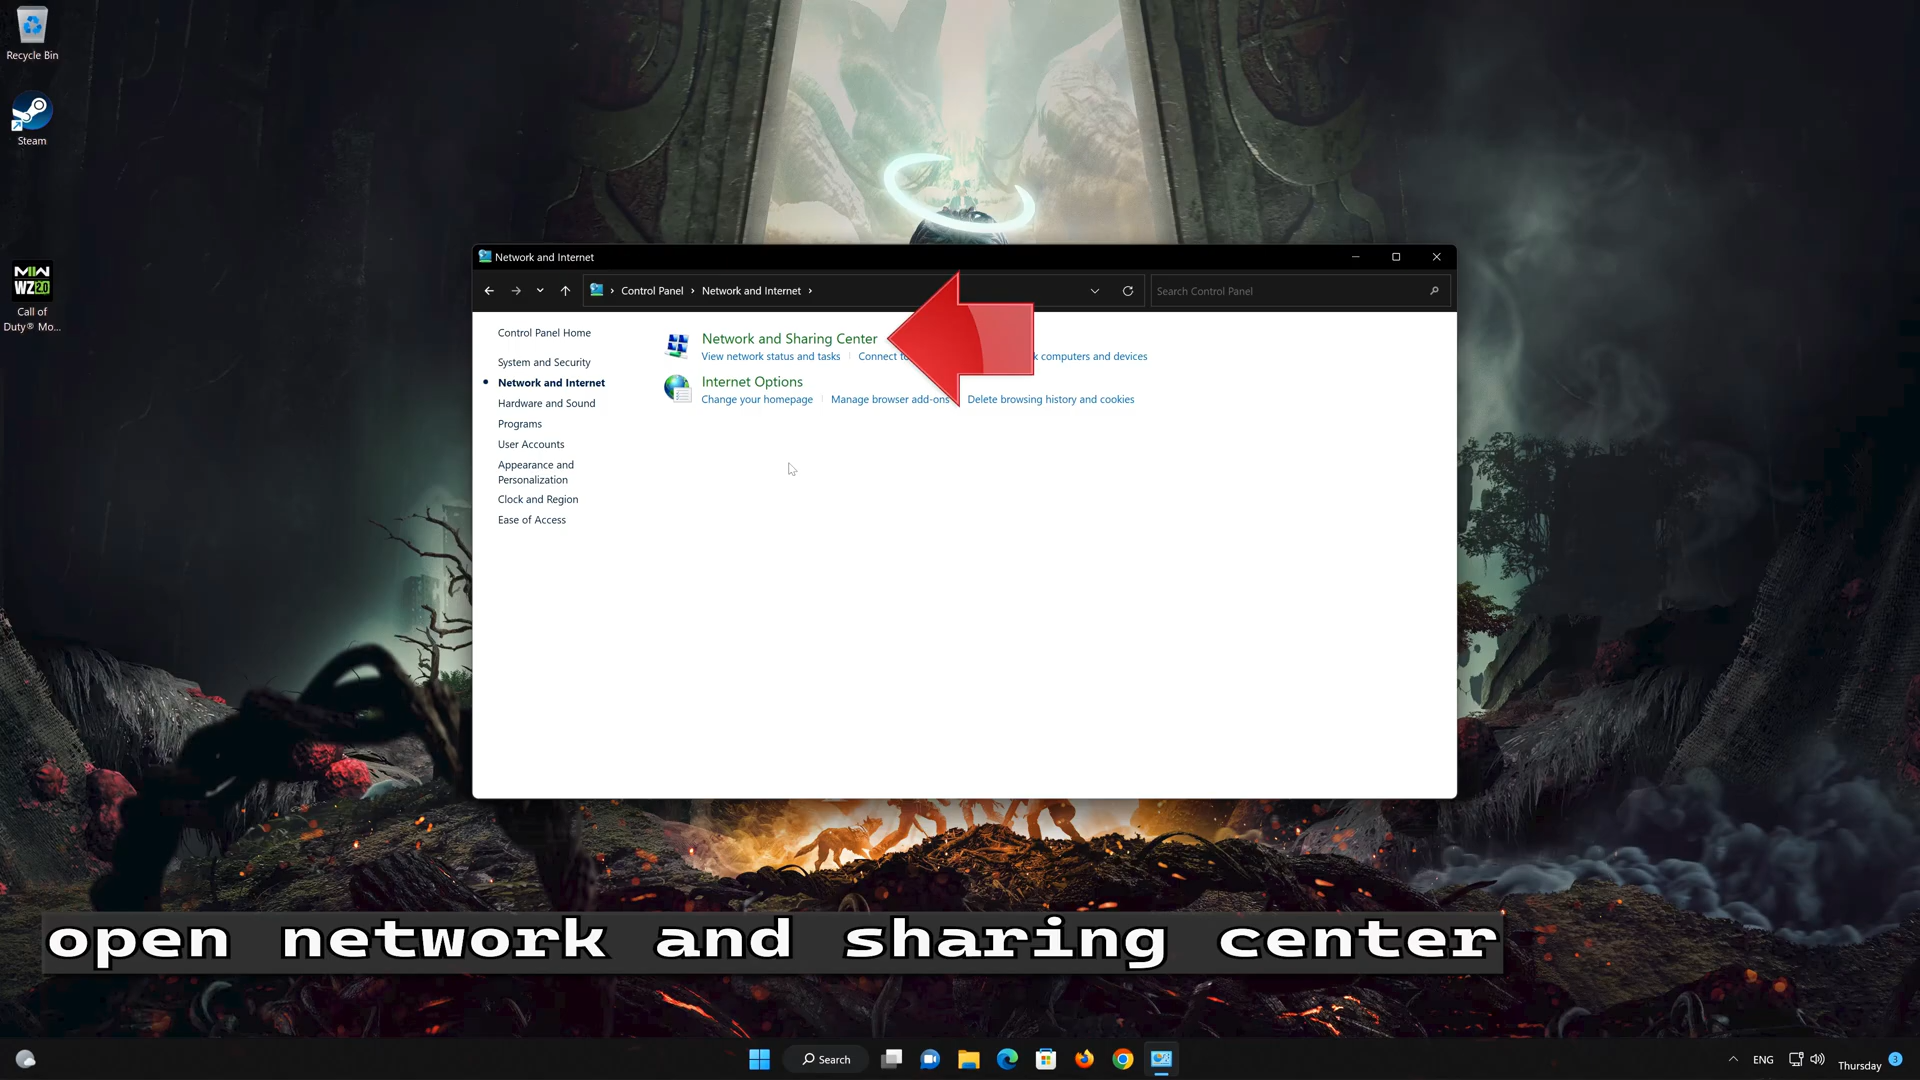 Recycle Bin
Steam
MW
WZ 2.0
Call of
Duty® Mo...
Network and Internet
Control Panel
Network and Internet
Search Control Panel
Control Panel Home
System and Security
Network and Internet
Hardware and Sound
Programs
User Accounts
Appearance and
Personalization
Clock and Region
Ease of Access
Network and Sharing Center
View network status and tasks Connect computers and devices
Internet Options
Change your homepage Manage browser add-ons Delete browsing history and cookies
open network and sharing center
Search
ENG
Thursday
3